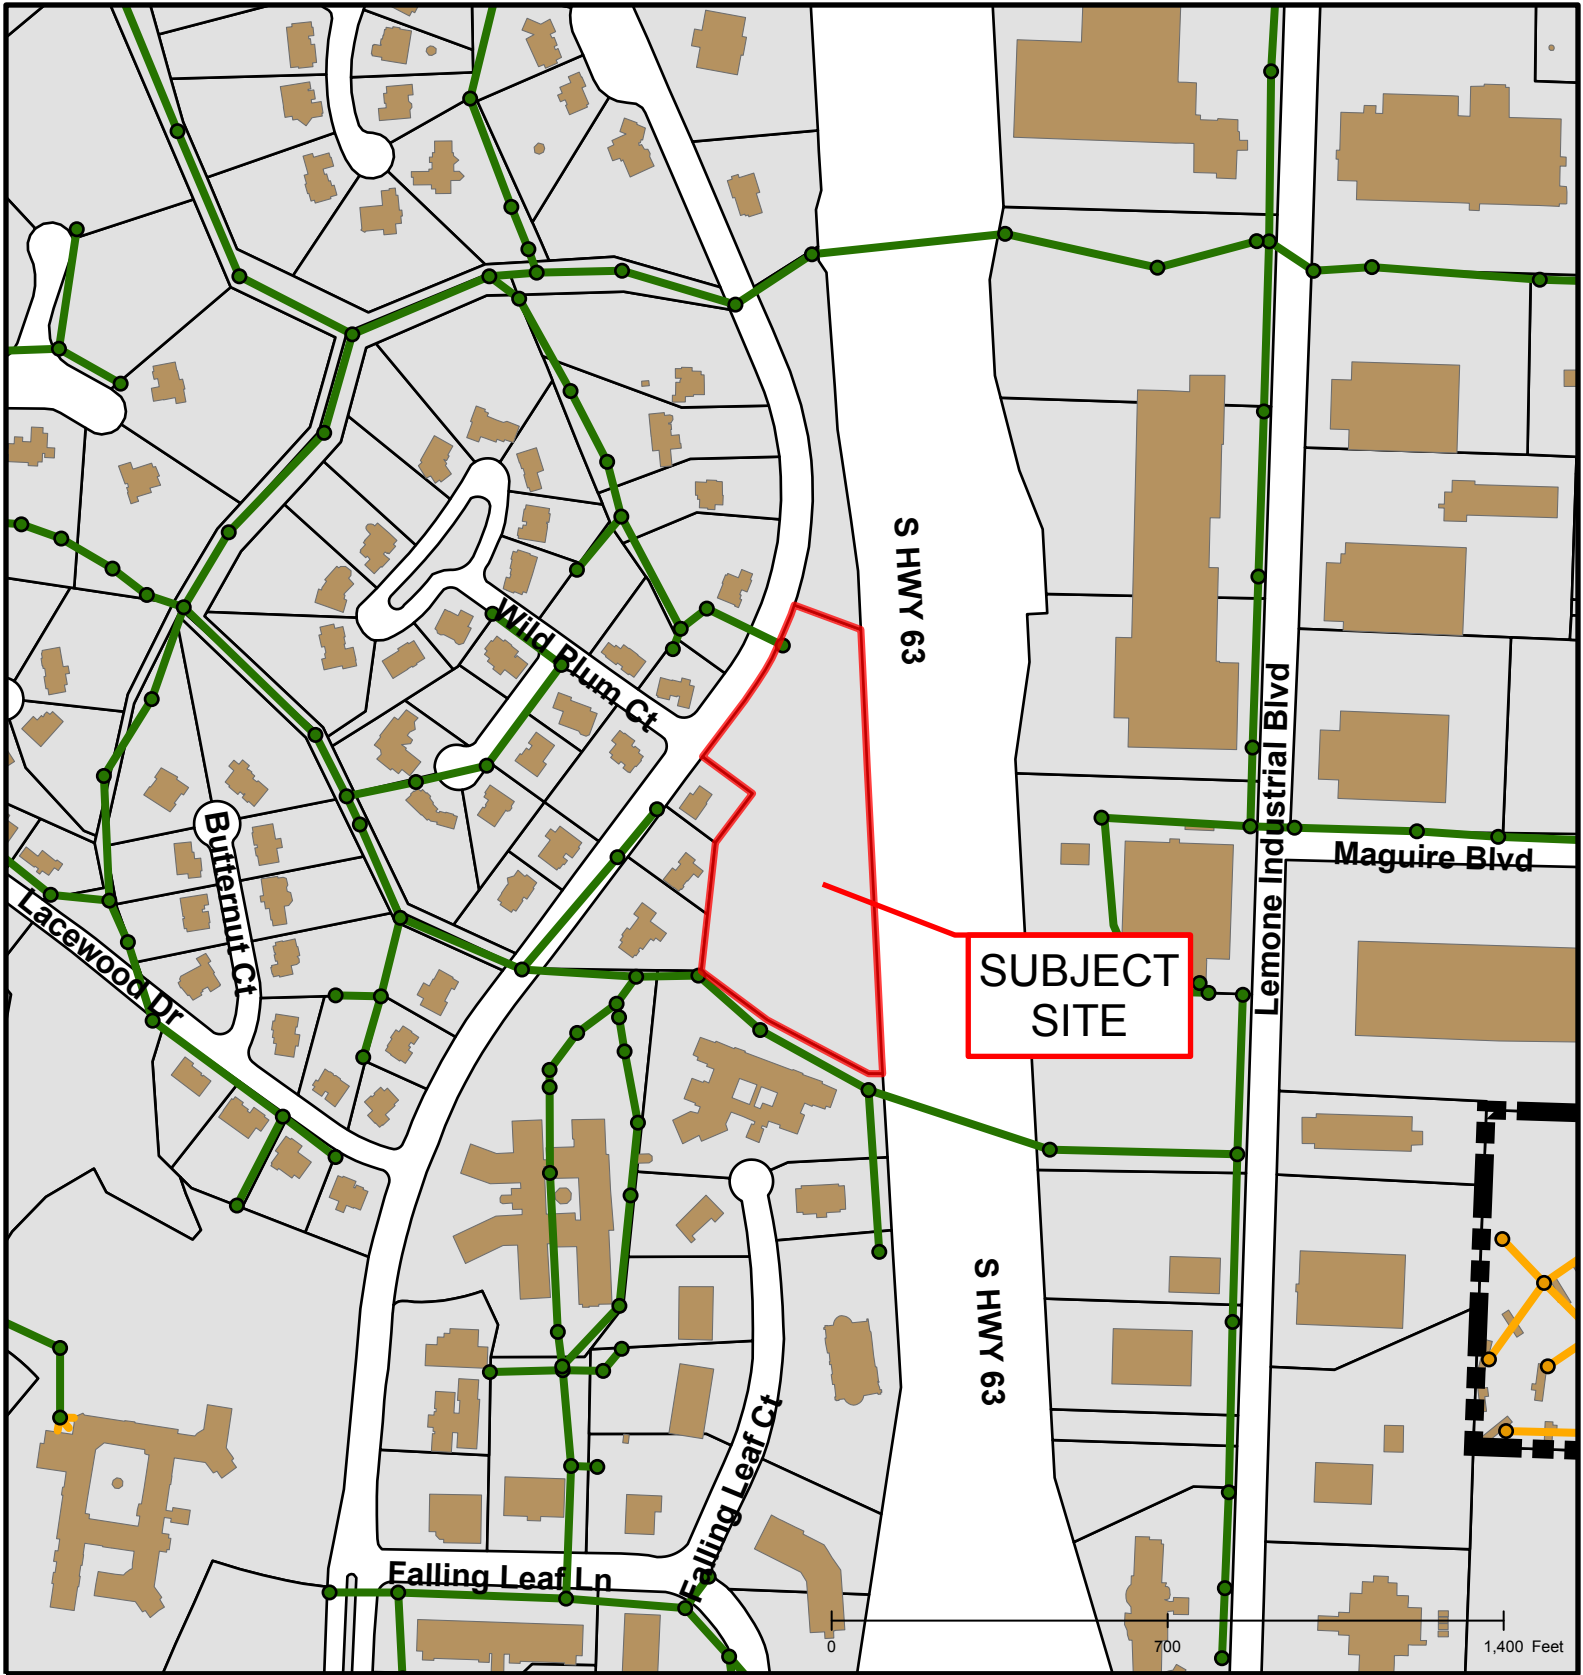 S HWY 63
Wild Plum Ct
Lemone Industrial Blvd
Maguire Blvd
Butternut Ct
Lacewood Dr
SUBJECT
SITE
S HWY 63
Falling Leaf Ct
Falling Leaf Ln
0 700 1,400 Feet